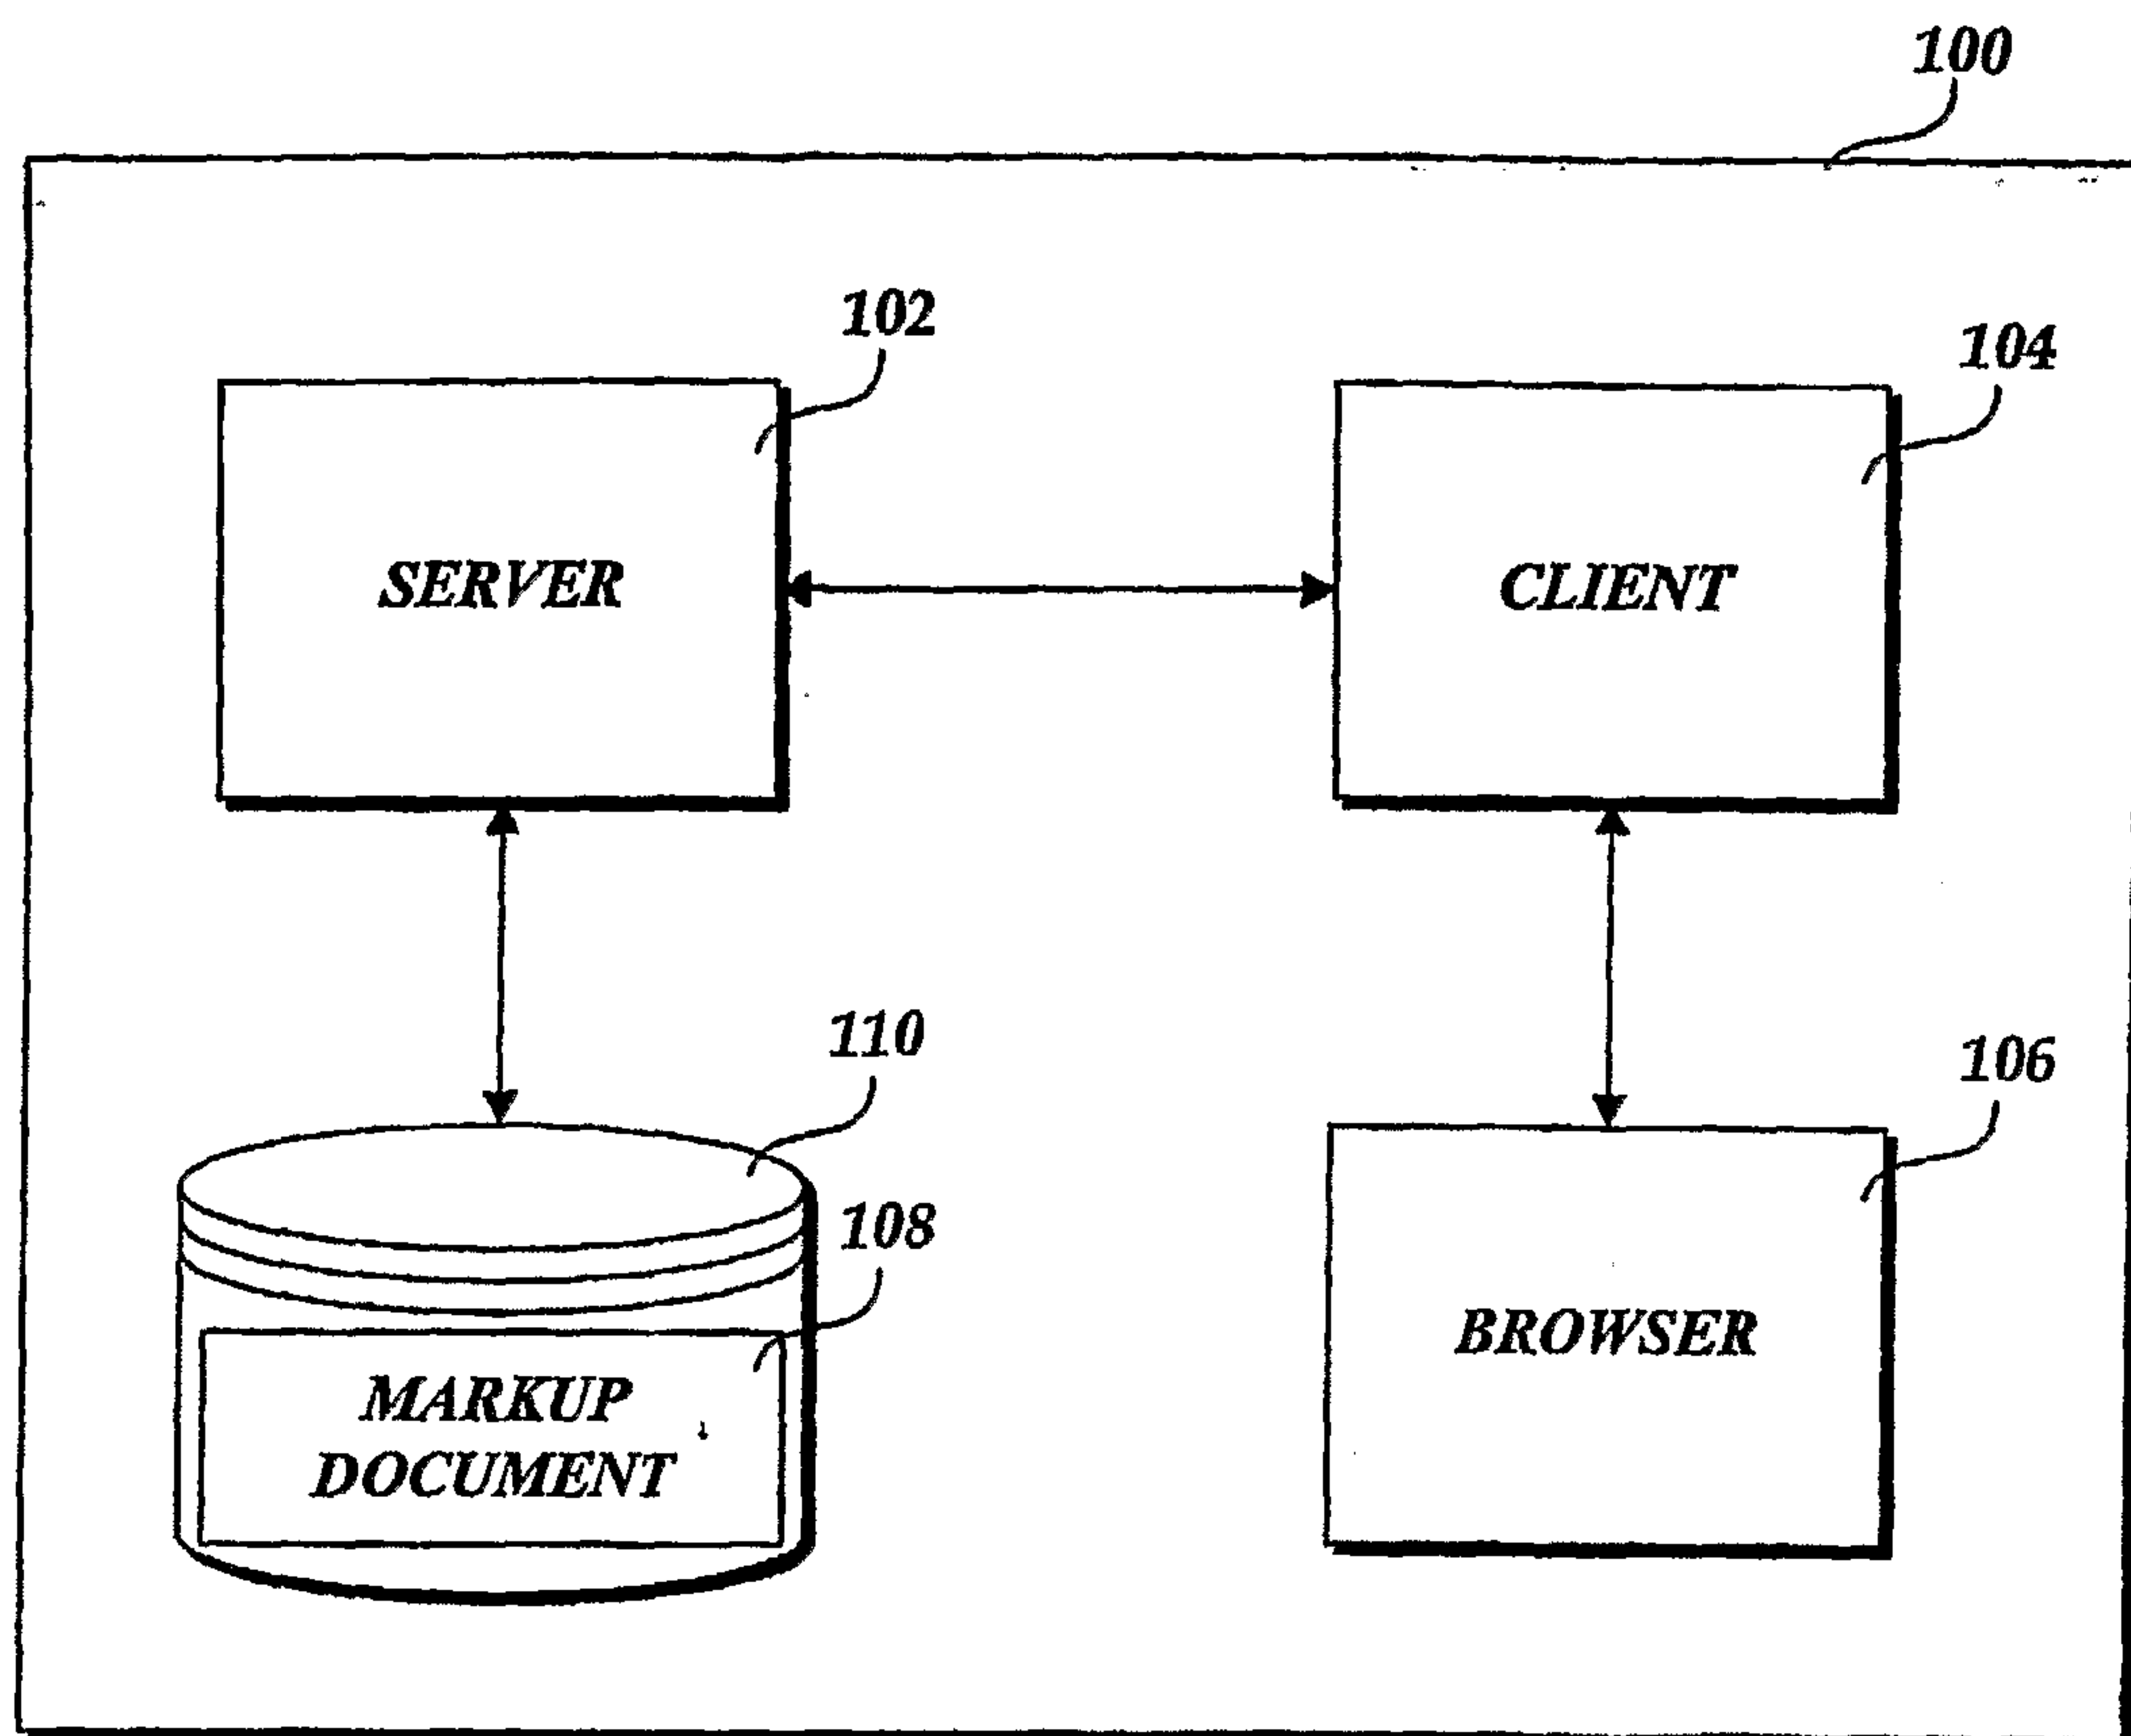 100
102
104
SERVER
CLIENT
110
106
108
BROWSER
MARKUP
DOCUMENT